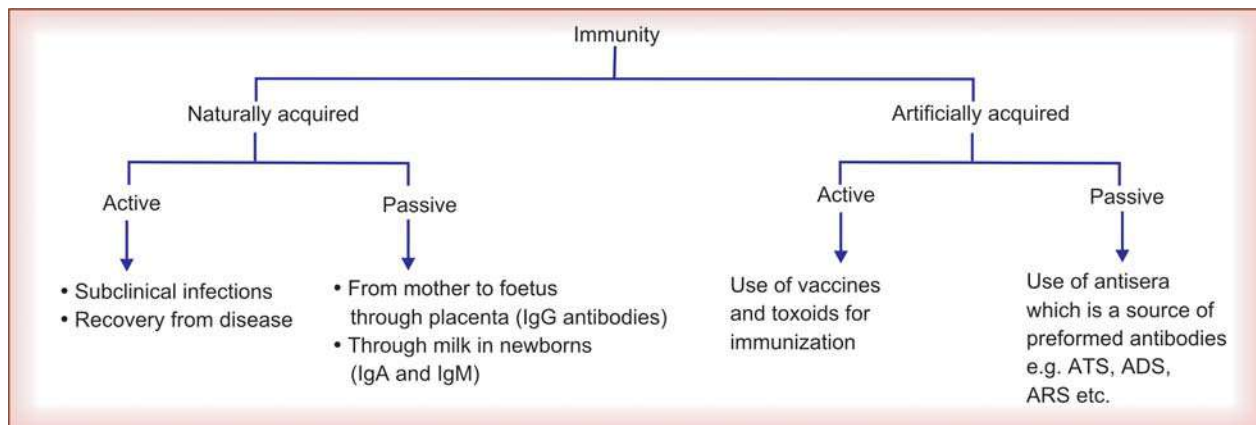 Immunity
Naturally acquired
Artificially acquired
Active
Passive
Active
Passive
• Subclinical infections
• Recovery from disease
• From mother to foetus
through placenta (IgG antibodies)
• Through milk in newborns
(IgA and IgM)
Use of vaccines
and toxoids for
immunization
Use of antisera
which is a source of
preformed antibodies
e.g. ATS, ADS,
ARS etc.